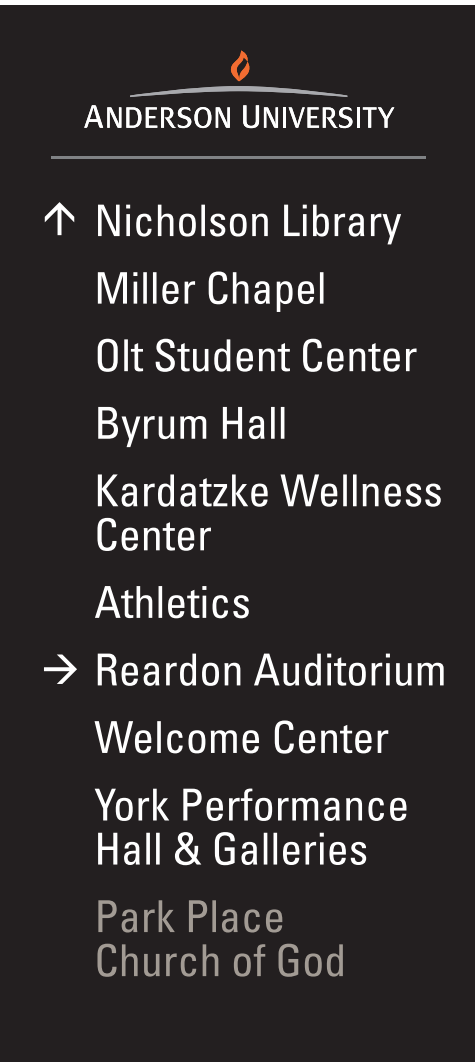 ANDERSON UNIVERSITY
↑ Nicholson Library
Miller Chapel
Olt Student Center
Byrum Hall
Kardatzke Wellness
Center
Athletics
→ Reardon Auditorium
Welcome Center
York Performance
Hall & Galleries
Park Place
Church of God